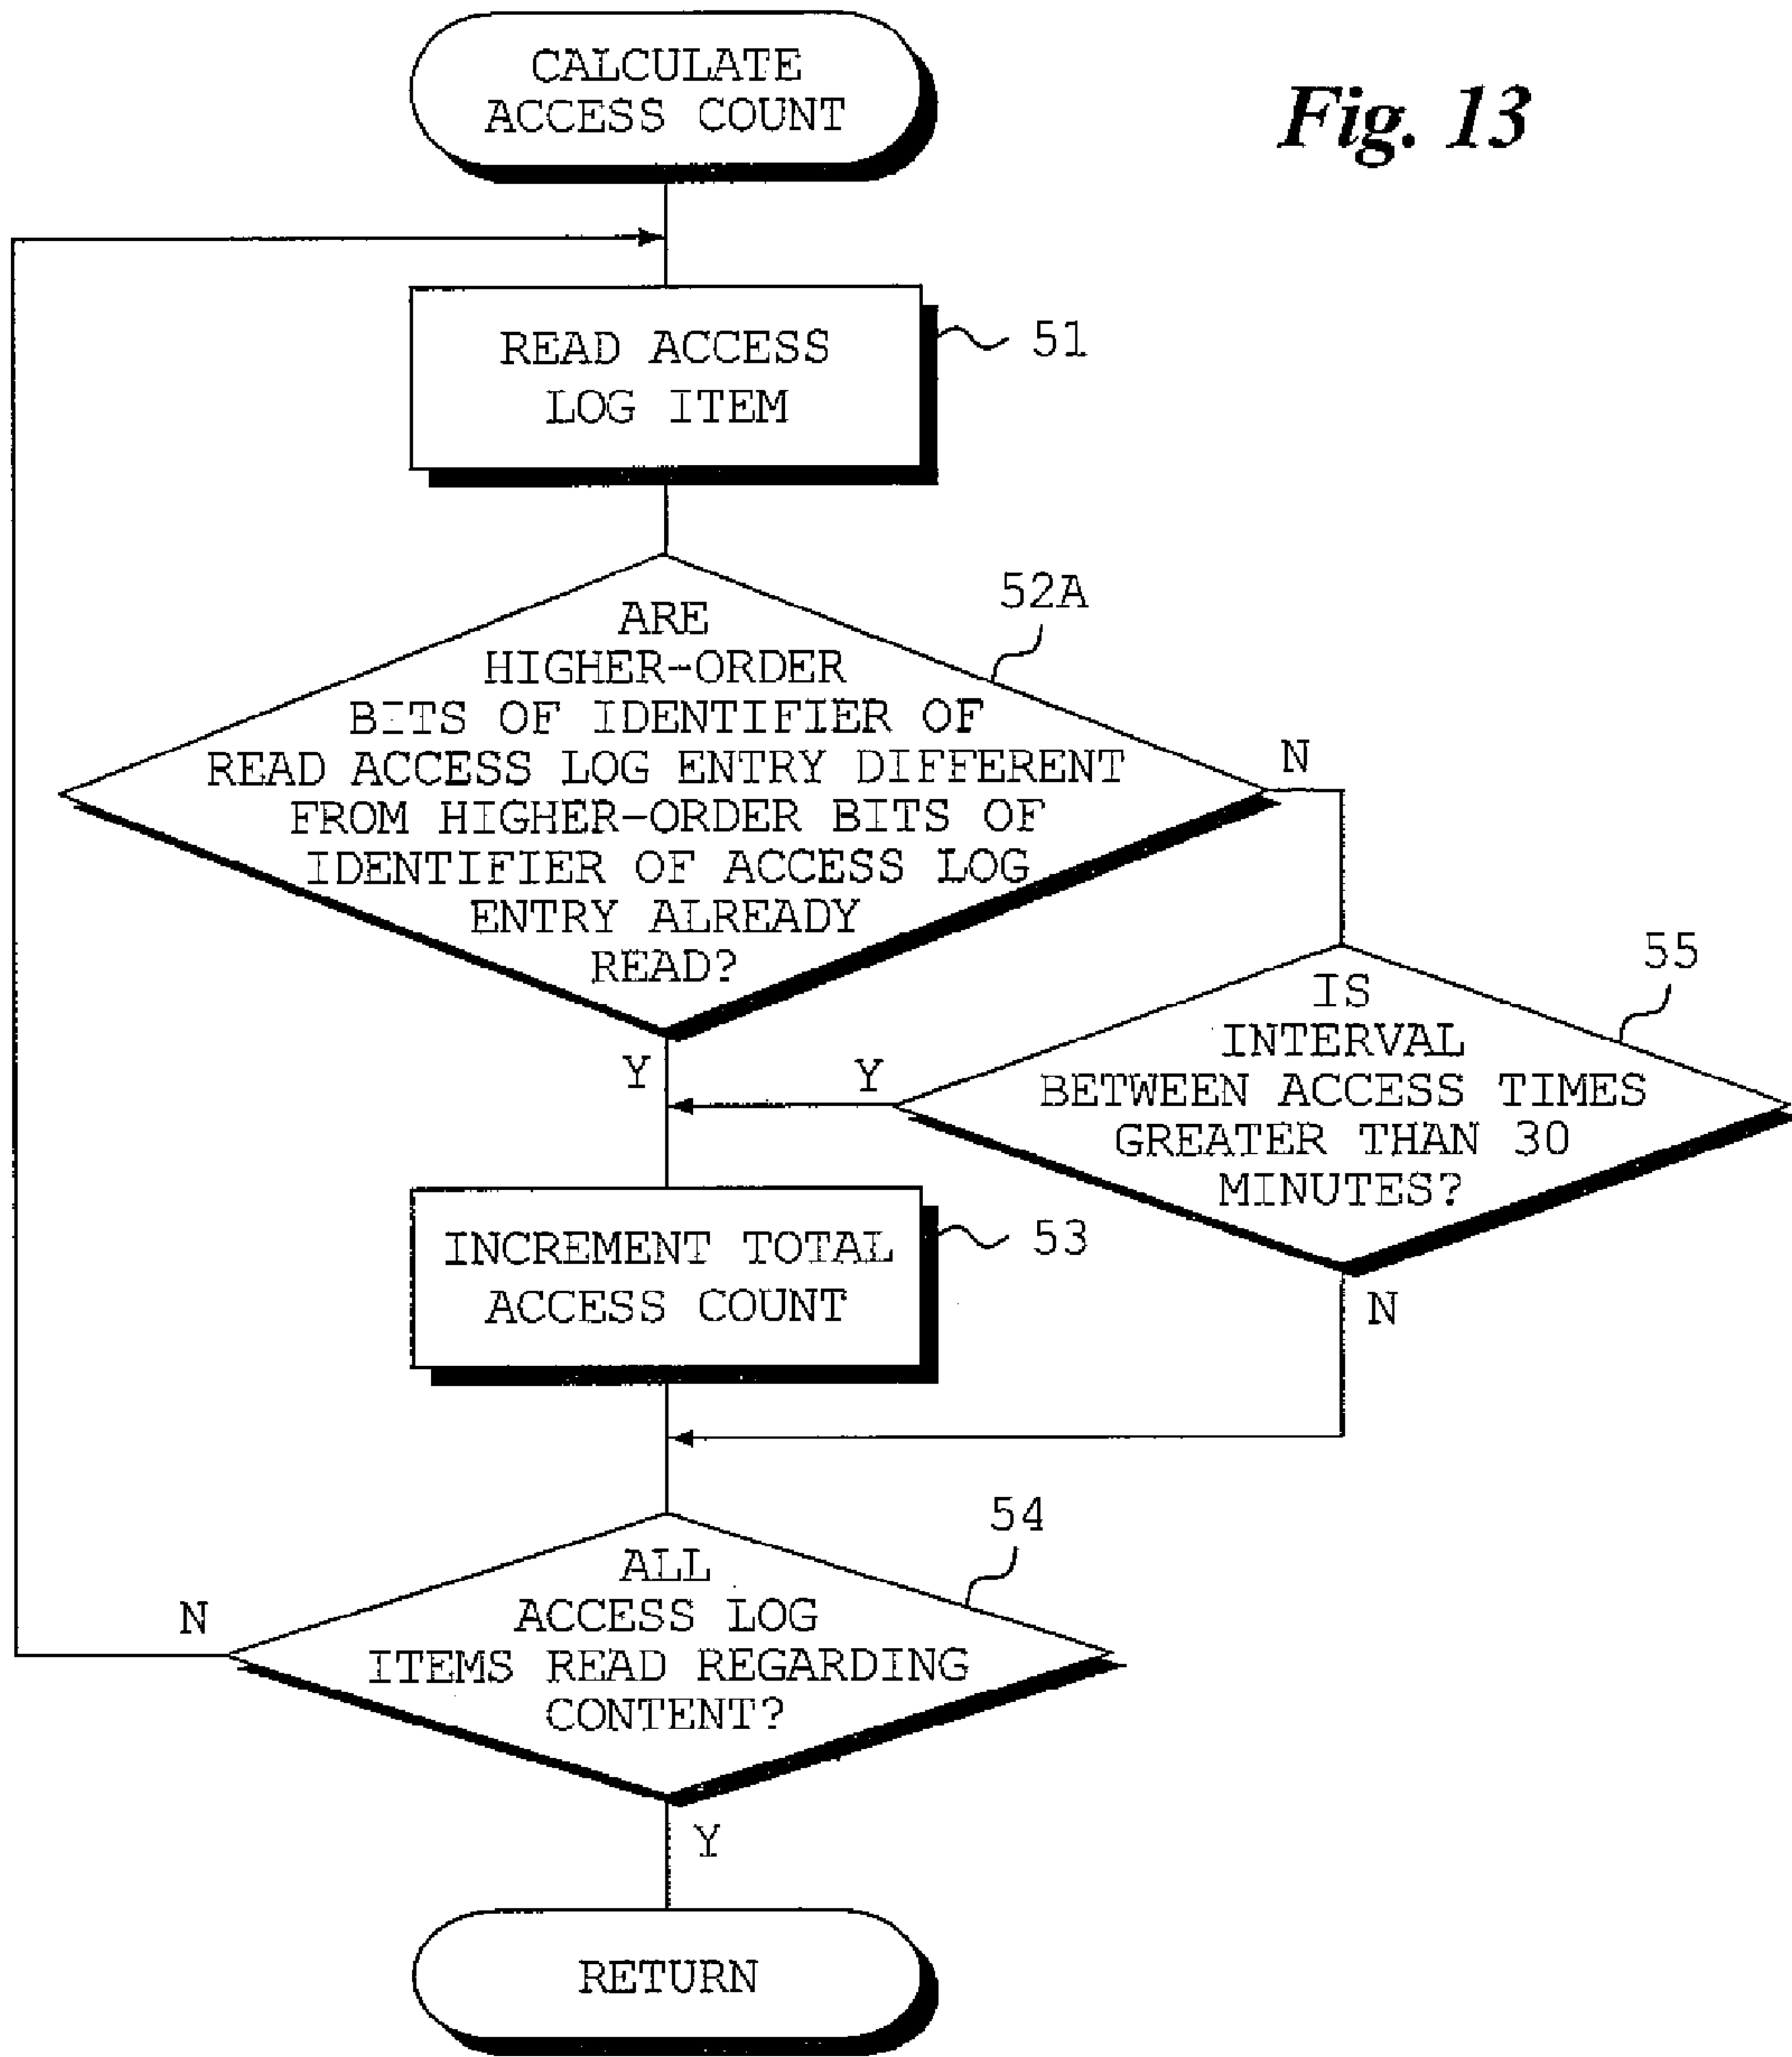 CALCULATE
ACCESS COUNT
Fig. 13
READ ACCESS
LOG ITEM
51
52A
ARE
HIGHER-ORDER
BITS OF IDENTIFIER OF
READ ACCESS LOG ENTRY DIFFERENT
FROM HIGHER-ORDER BITS OF
IDENTIFIER OF ACCESS LOG
ENTRY ALREADY
READ?
N
Y
55
IS
INTERVAL
BETWEEN ACCESS TIMES
GREATER THAN 30
MINUTES?
Y
N
INCREMENT TOTAL
ACCESS COUNT
53
54
ALL
ACCESS LOG
ITEMS READ REGARDING
CONTENT?
N
Y
RETURN